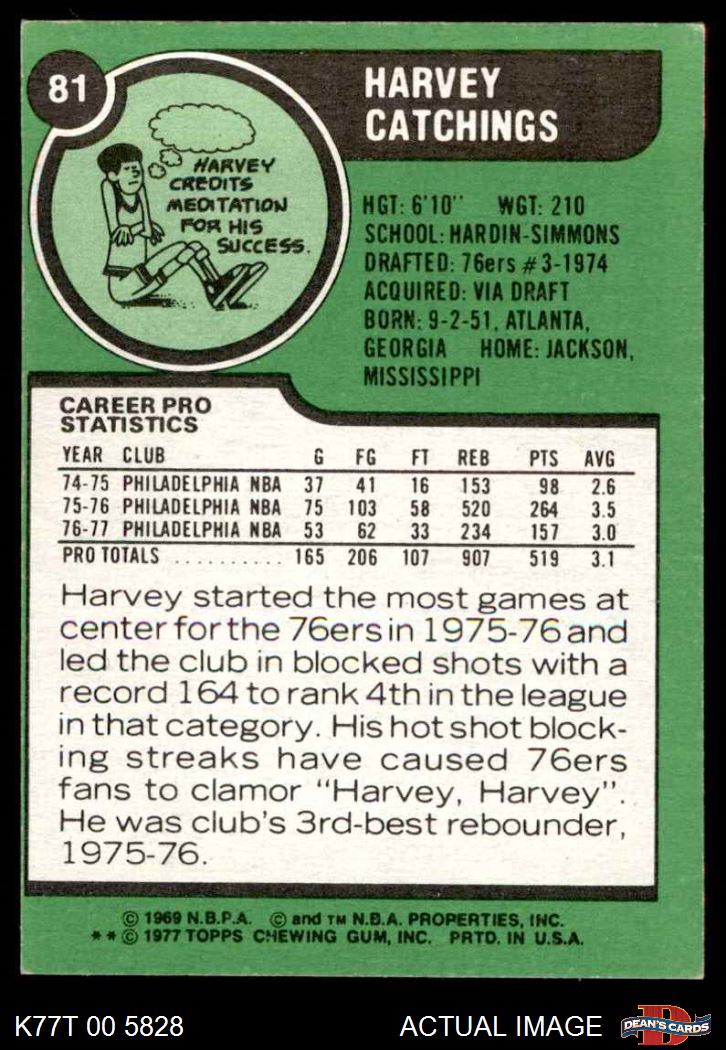 81
HARVEY
CATCHINGS
HARVEY
CREDITS
MEDITATION
FOR HIS
SUCCESS.
HGT: 6'10" WGT: 210
SCHOOL: HARDIN-SIMMONS
DRAFTED: 76ers #3-1974
ACQUIRED: VIA DRAFT
BORN: 9-2-51, ATLANTA,
GEORGIA HOME: JACKSON,
MISSISSIPPI
CAREER PRO
STATISTICS
YEAR CLUB G FG FT REB PTS AVG
74-75 PHILADELPHIA NBA 37 41 16 153 98 2.6
75-76 PHILADELPHIA NBA 75 103 58 520 264 3.5
76-77 PHILADELPHIA NBA 53 62 33 234 157 3.0
PRO TOTALS .......... 165 206 107 907 519 3.1
Harvey started the most games at
center for the 76ers in 1975-76 and
led the club in blocked shots with a
record 164 to rank 4th in the league
in that category. His hot shot block-
ing streaks have caused 76ers
fans to clamor "Harvey, Harvey".
He was club's 3rd-best rebounder,
1975-76.
© 1969 N.B.P.A. © and TM N.B.A. PROPERTIES, INC.
**© 1977 TOPPS CHEWING GUM, INC. PRTD. IN U.S.A.
K77T 00 5828 ACTUAL IMAGE
D
DEAN'S CARDS